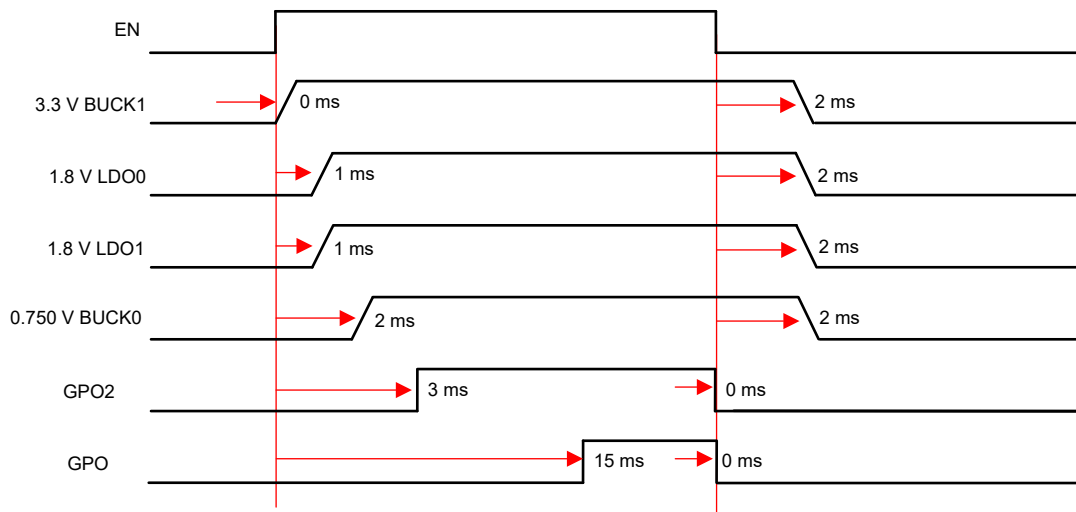 EN
3.3 V BUCK1
0 ms
2 ms
1.8 V LDO0
1 ms
2 ms
1.8 V LDO1
1 ms
2 ms
0.750 V BUCK0
2 ms
2 ms
GPO2
3 ms
0 ms
GPO
15 ms
0 ms